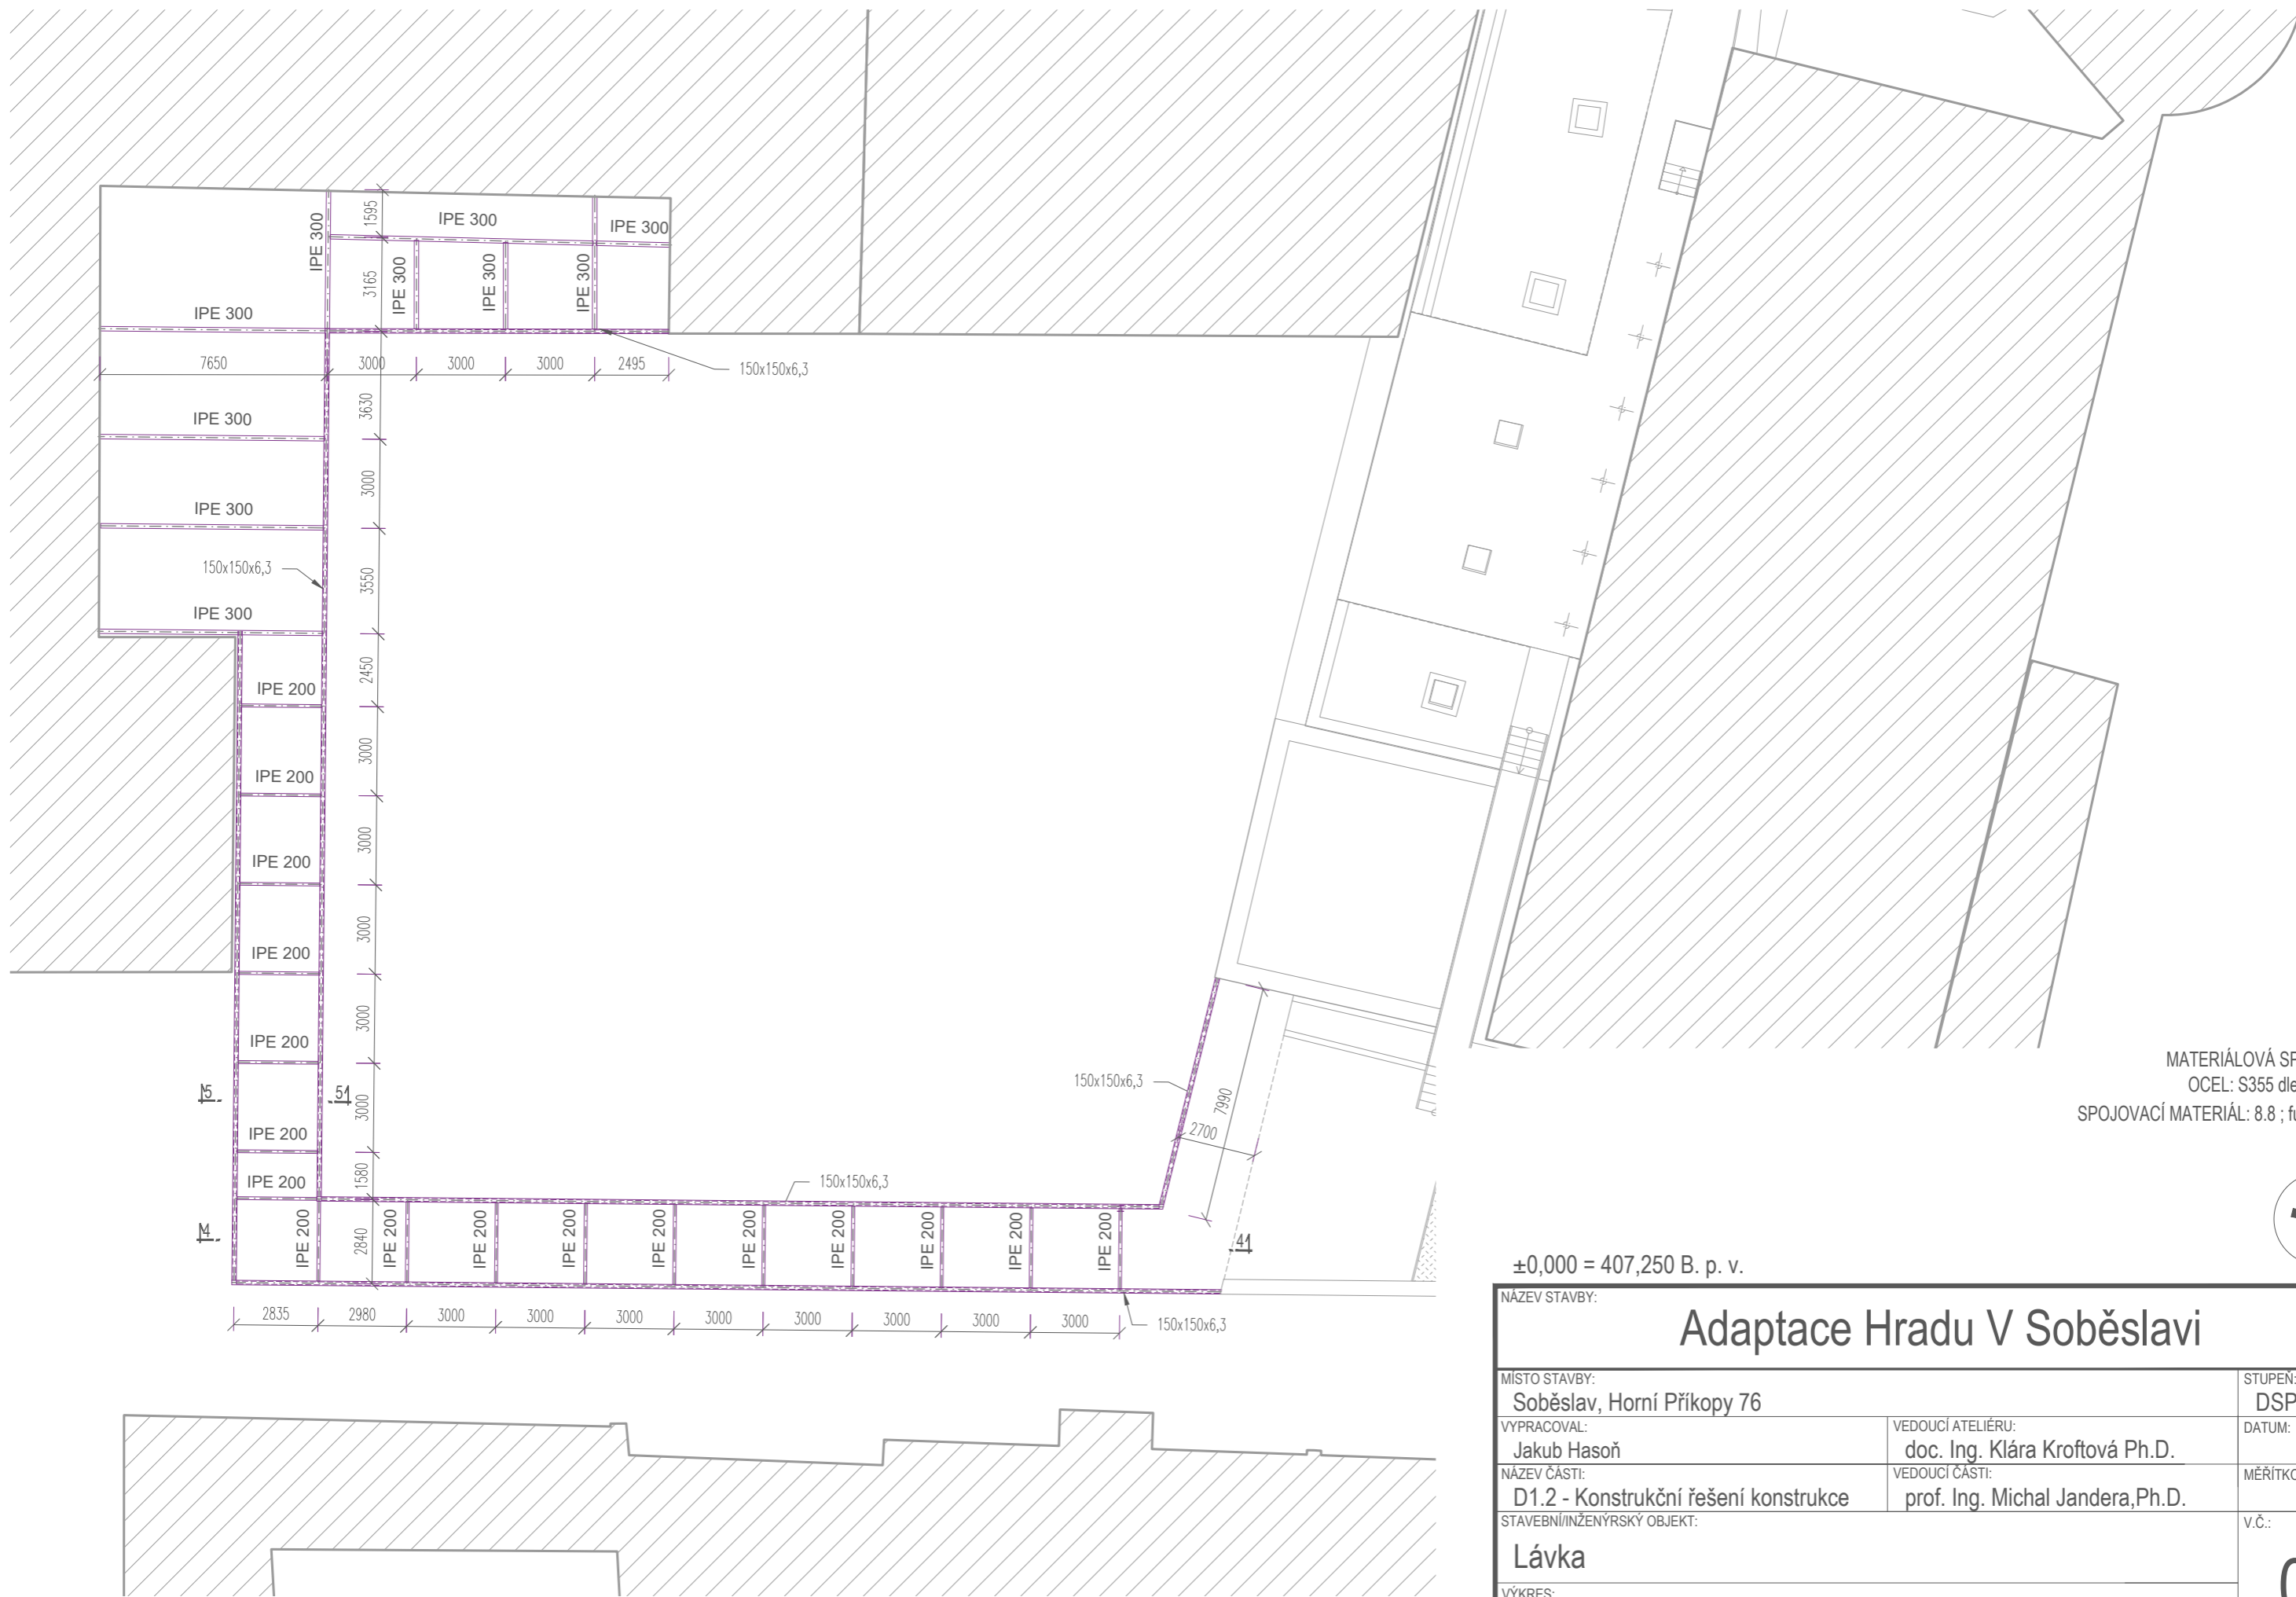 IPE 300
1595
IPE 300
IPE 300
3165
IPE 300
IPE 300
IPE 300
IPE 300
7650
3000
3000
3000
2495
150x150x6,3
3630
IPE 300
3000
IPE 300
150x150x6,3
3550
IPE 300
2450
IPE 200
3000
IPE 200
3000
IPE 200
3000
IPE 200
3000
IPE 200
3000
IPE 200
1580
IPE 200
2840
150x150x6,3
7990
2700
150x150x6,3
IPE 200
IPE 200
IPE 200
IPE 200
IPE 200
IPE 200
IPE 200
IPE 200
IPE 200
IPE 200
2835
2980
3000
3000
3000
3000
3000
3000
3000
3000
150x150x6,3
OCEL: S355
SPOJOVACÍ MATERIÁL: 8.8 ;
±0,000 = 407,250 B. p. v.
NÁZEV STAVBY:
Adaptace Hradu V Soběslavi
MÍSTO STAVBY:
Soběslav, Horní Příkopy 76
STUPEŇ:
DSP
VYPRACOVAL:
Jakub Hasoň
VEDOUCÍ ATELIÉRU:
doc. Ing. Klára Kroftová Ph.D.
DATUM:
NÁZEV ČÁSTI:
D1.2 - Konstrukční řešení konstrukce
VEDOUCÍ ČÁSTI:
prof. Ing. Michal Jandera,Ph.D.
STAVEBNÍ/INŽENÝRSKÝ OBJEKT:
Lávka
V.Č.:
VÝKRES: